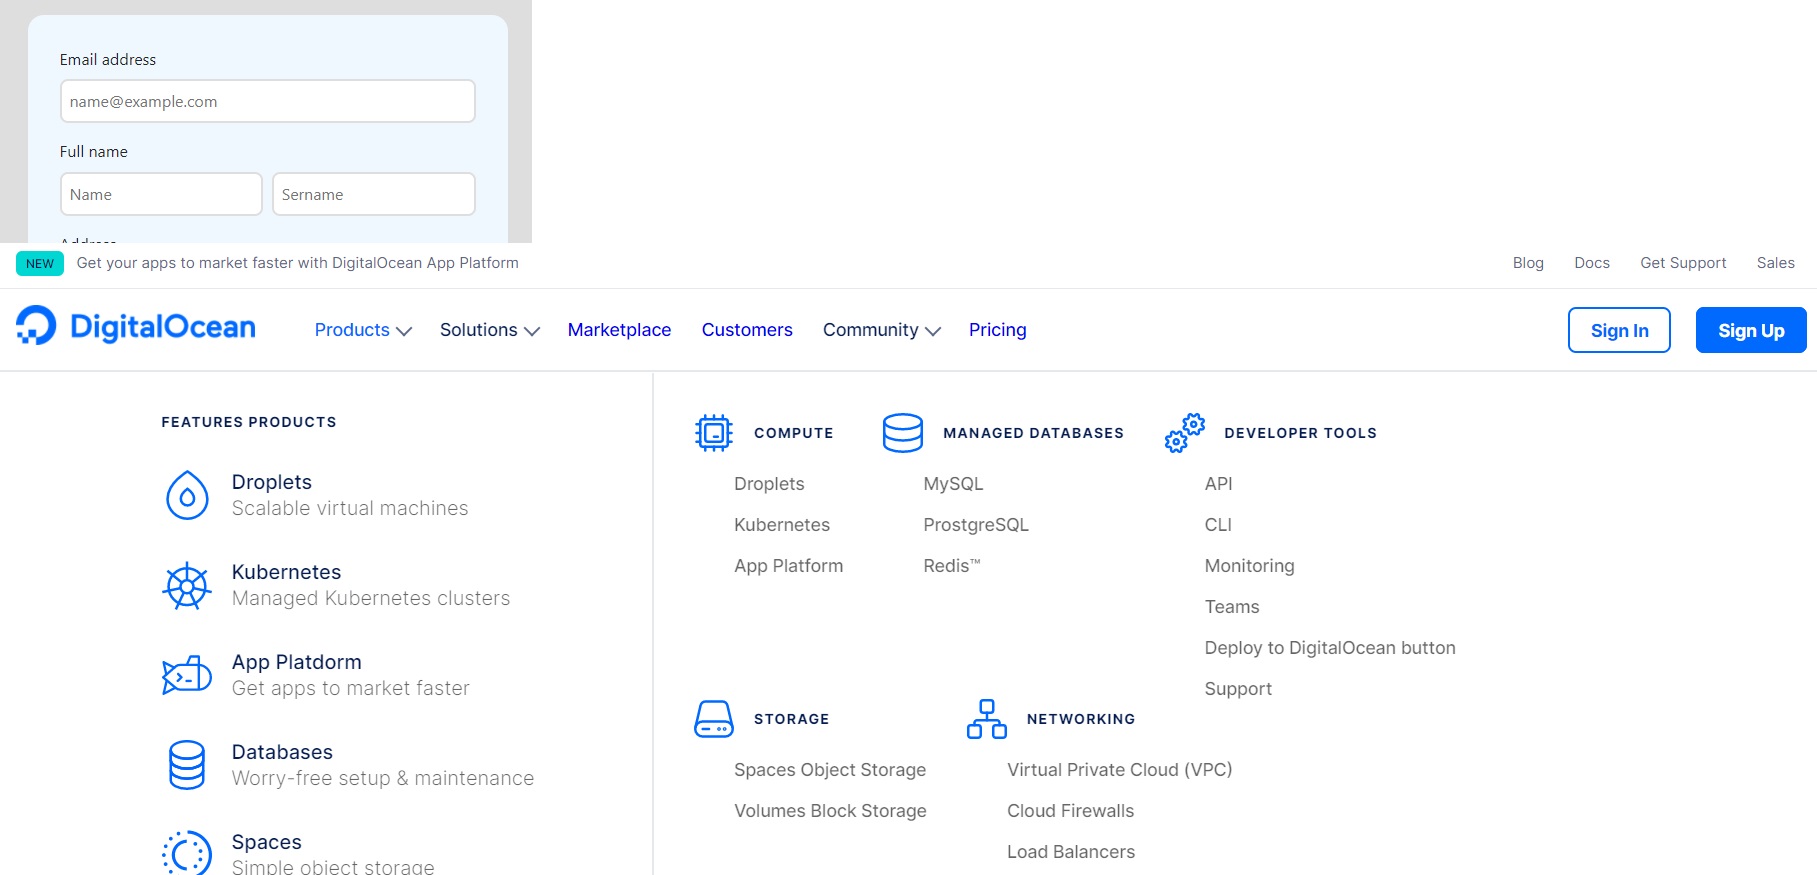 Email address
name@example.com
Full name
Name Sername
Address
NEW Get your apps to market faster with DigitalOcean App Platform Blog Docs Get Support Sales
DigitalOcean Products Solutions Marketplace Customers Community Pricing Sign In Sign Up
FEATURES PRODUCTS
Droplets
Scalable virtual machines
Kubernetes
Managed Kubernetes clusters
App Platdorm
Get apps to market faster
Databases
Worry-free setup & maintenance
Spaces
Simple object storage
COMPUTE
Droplets
Kubernetes
App Platform
MANAGED DATABASES
MySQL
ProstgreSQL
Redis™
DEVELOPER TOOLS
API
CLI
Monitoring
Teams
Deploy to DigitalOcean button
Support
STORAGE
Spaces Object Storage
Volumes Block Storage
NETWORKING
Virtual Private Cloud (VPC)
Cloud Firewalls
Load Balancers